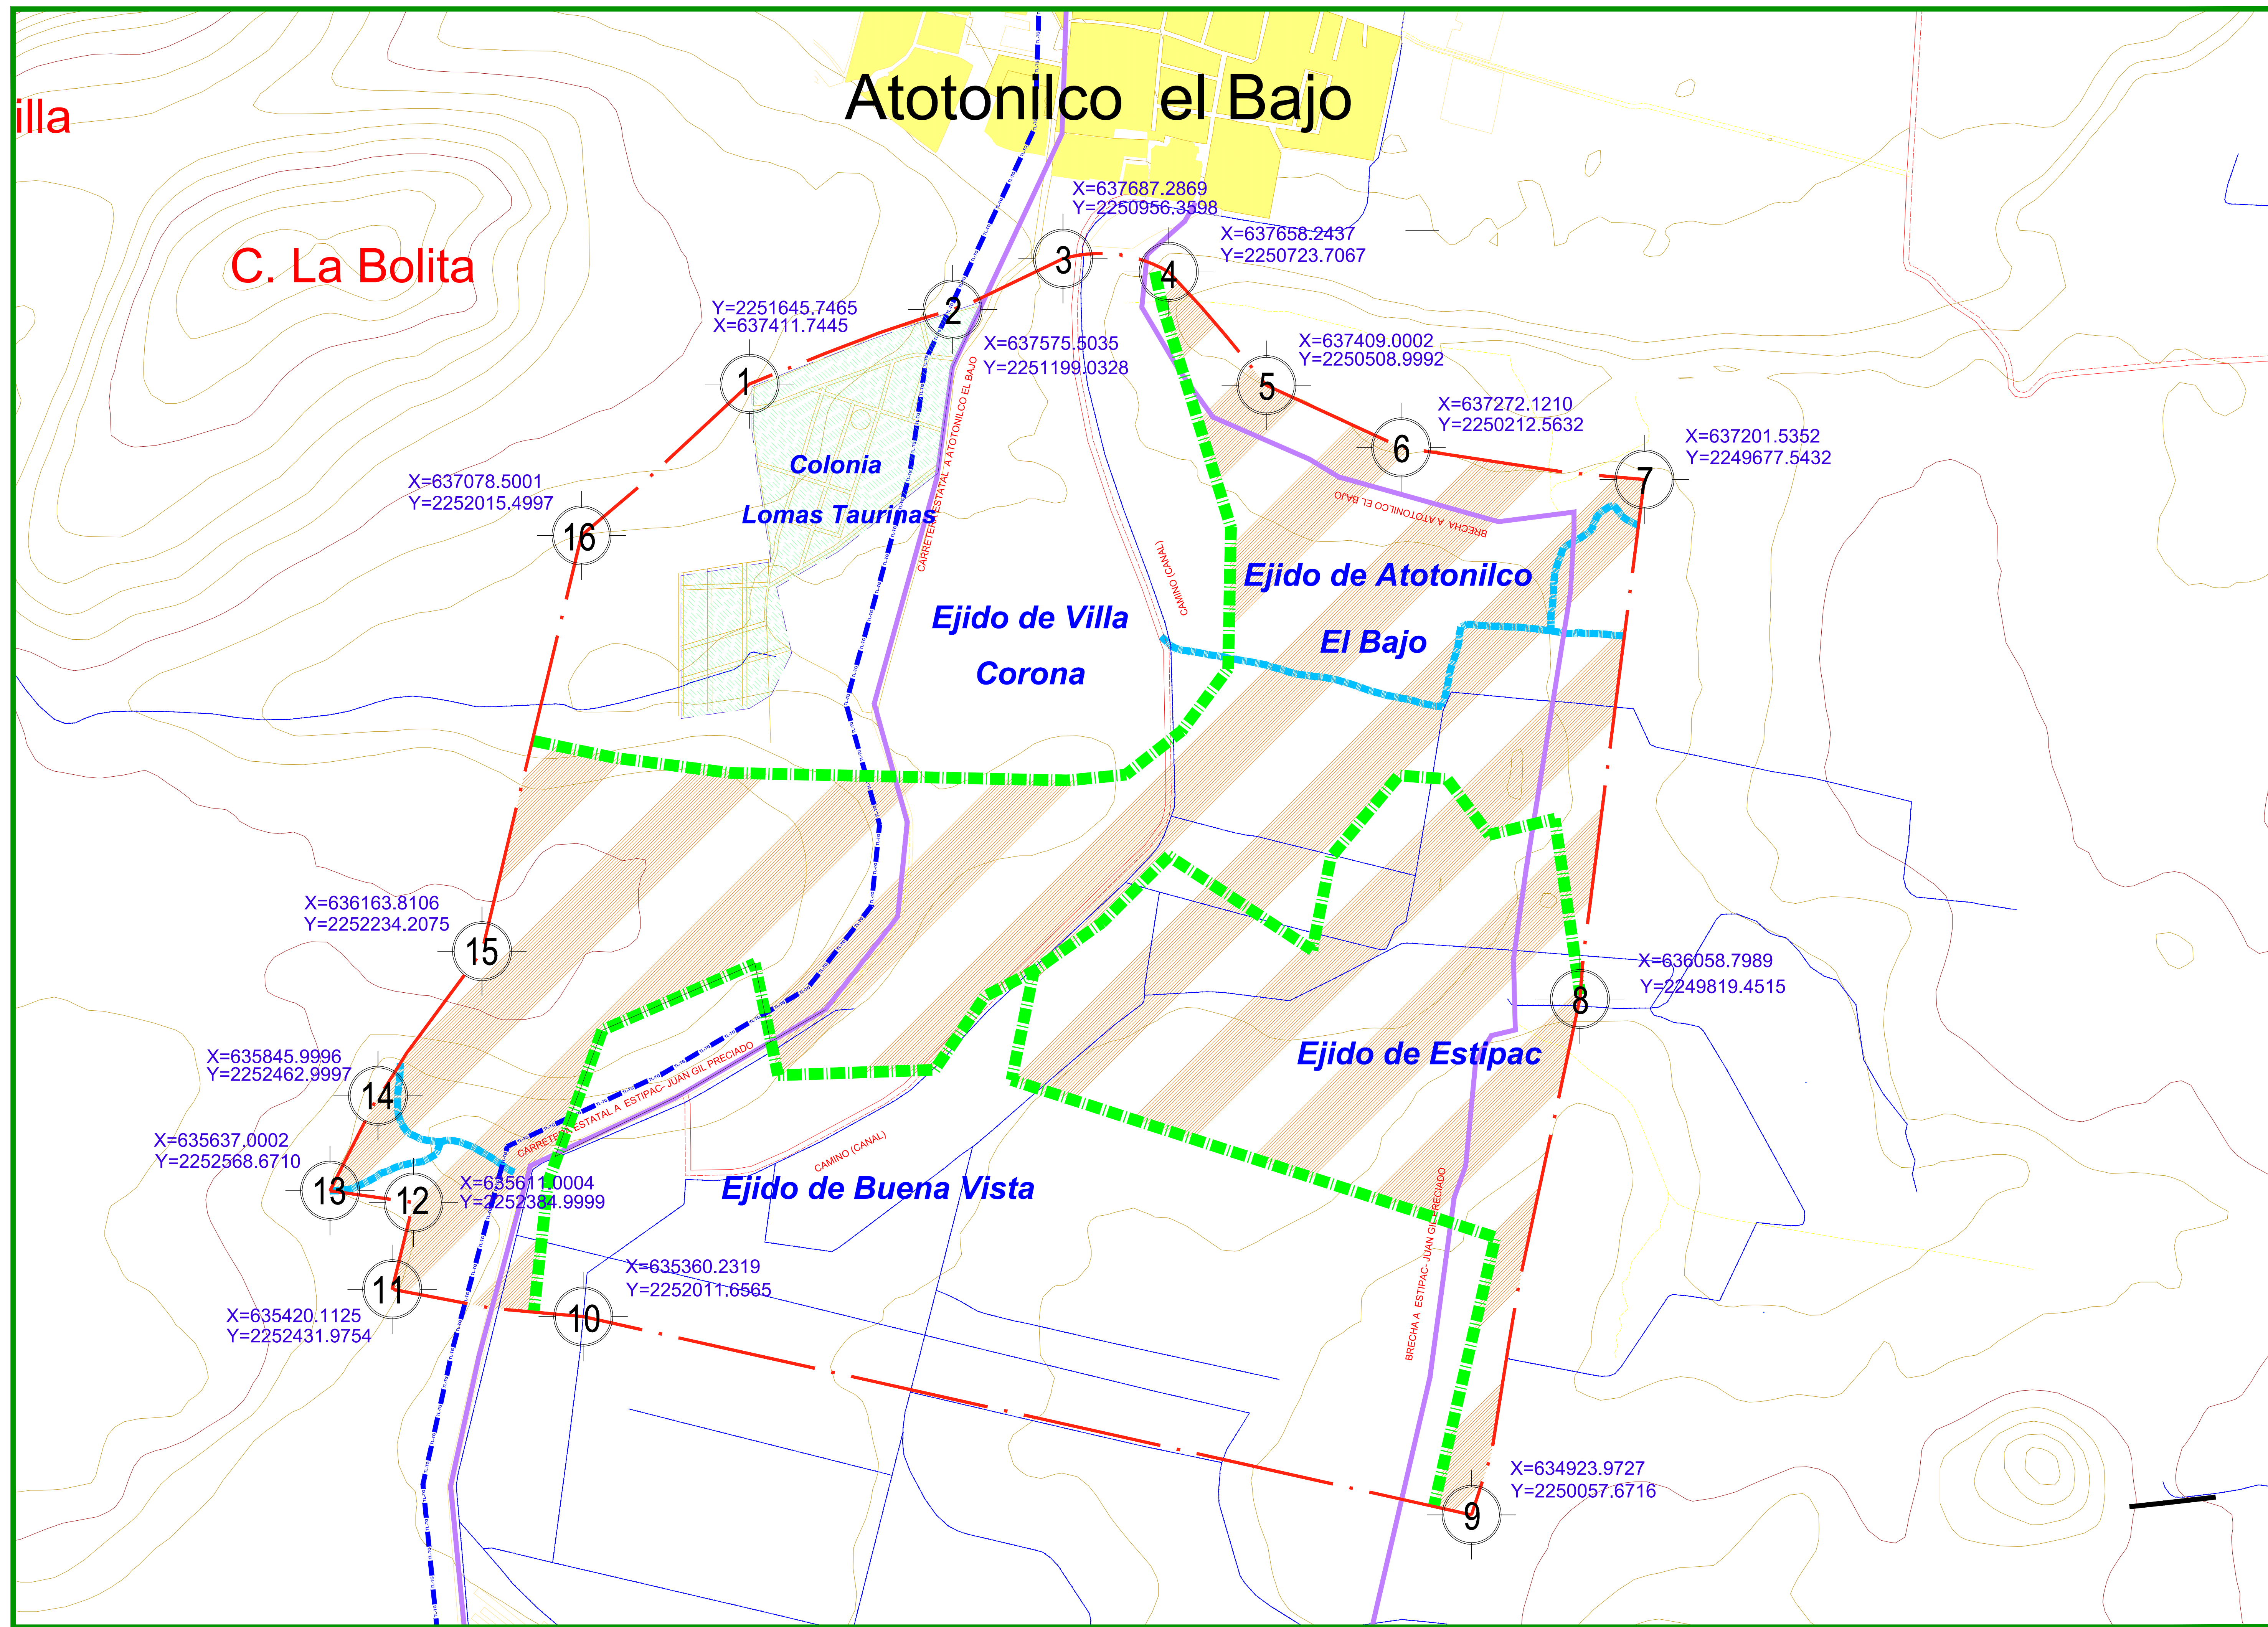 Atotonilco el Bajo
illa
C. La Bolita
X=637687.2869
Y=2250956.3598
X=637658.2437
Y=2250723.7067
3
4
Y=2251645.7465
X=637411.7445
2
X=637575.5035
Y=2251199.0328
X=637409.0002
Y=2250508.9992
1
5
X=637272.1210
Y=2250212.5632
6
X=637201.5352
Y=2249677.5432
7
Colonia
Lomas Taurinas
CARRETERA ESTATAL A ATOTONILCO EL BAJO
X=637078.5001
Y=2252015.4997
16
BRECHA A ATOTONILCO EL BAJO
CAMINO (CANAL)
Ejido de Atotonilco
El Bajo
Ejido de Villa
Corona
X=636163.8106
Y=2252234.2075
15
X=636058.7989
Y=2249819.4515
8
X=635845.9996
Y=2252462.9997
14
Ejido de Estipac
CARRETERA ESTATAL A ESTIPAC- JUAN GIL PRECIADO
CAMINO (CANAL)
X=635637.0002
Y=2252568.6710
13
12
X=635611.0004
Y=2252384.9999
Ejido de Buena Vista
BRECHA A ESTIPAC- JUAN GIL PRECIADO
X=635360.2319
Y=2252011.6565
11
10
X=635420.1125
Y=2252431.9754
X=634923.9727
Y=2250057.6716
9